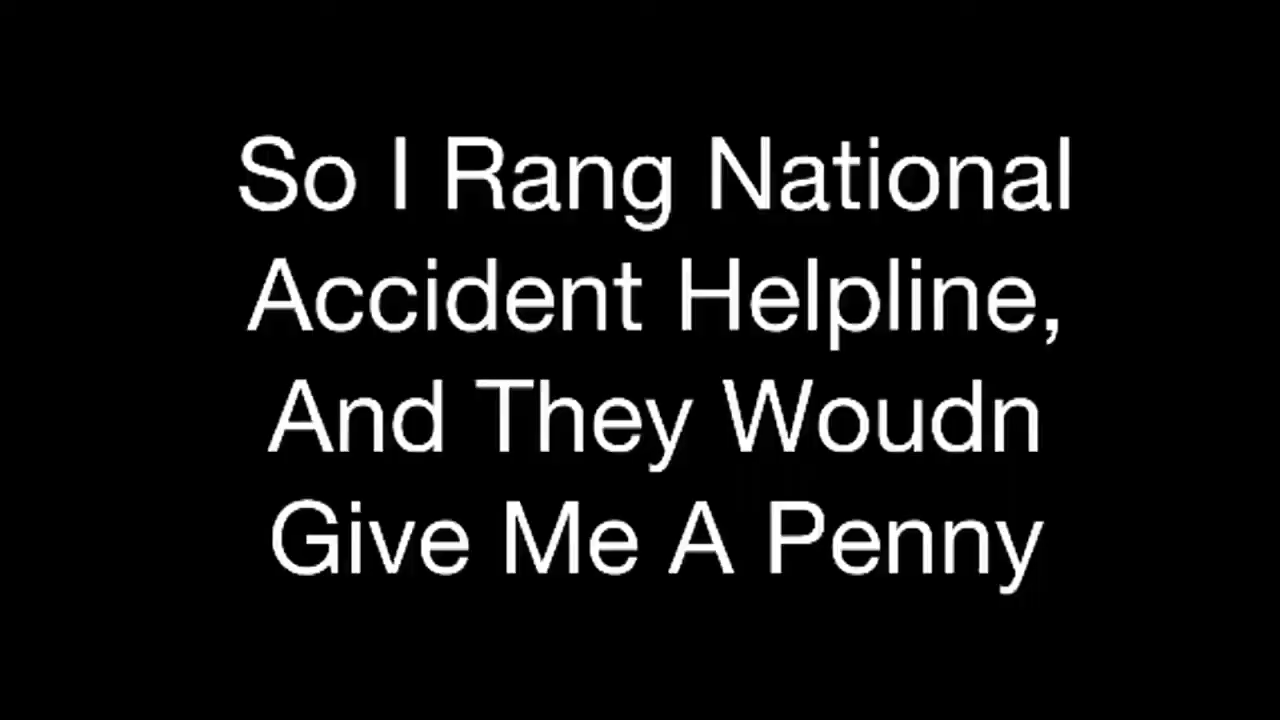 So I Rang National
Accident Helpline,
And They Woudn
Give Me A Penny